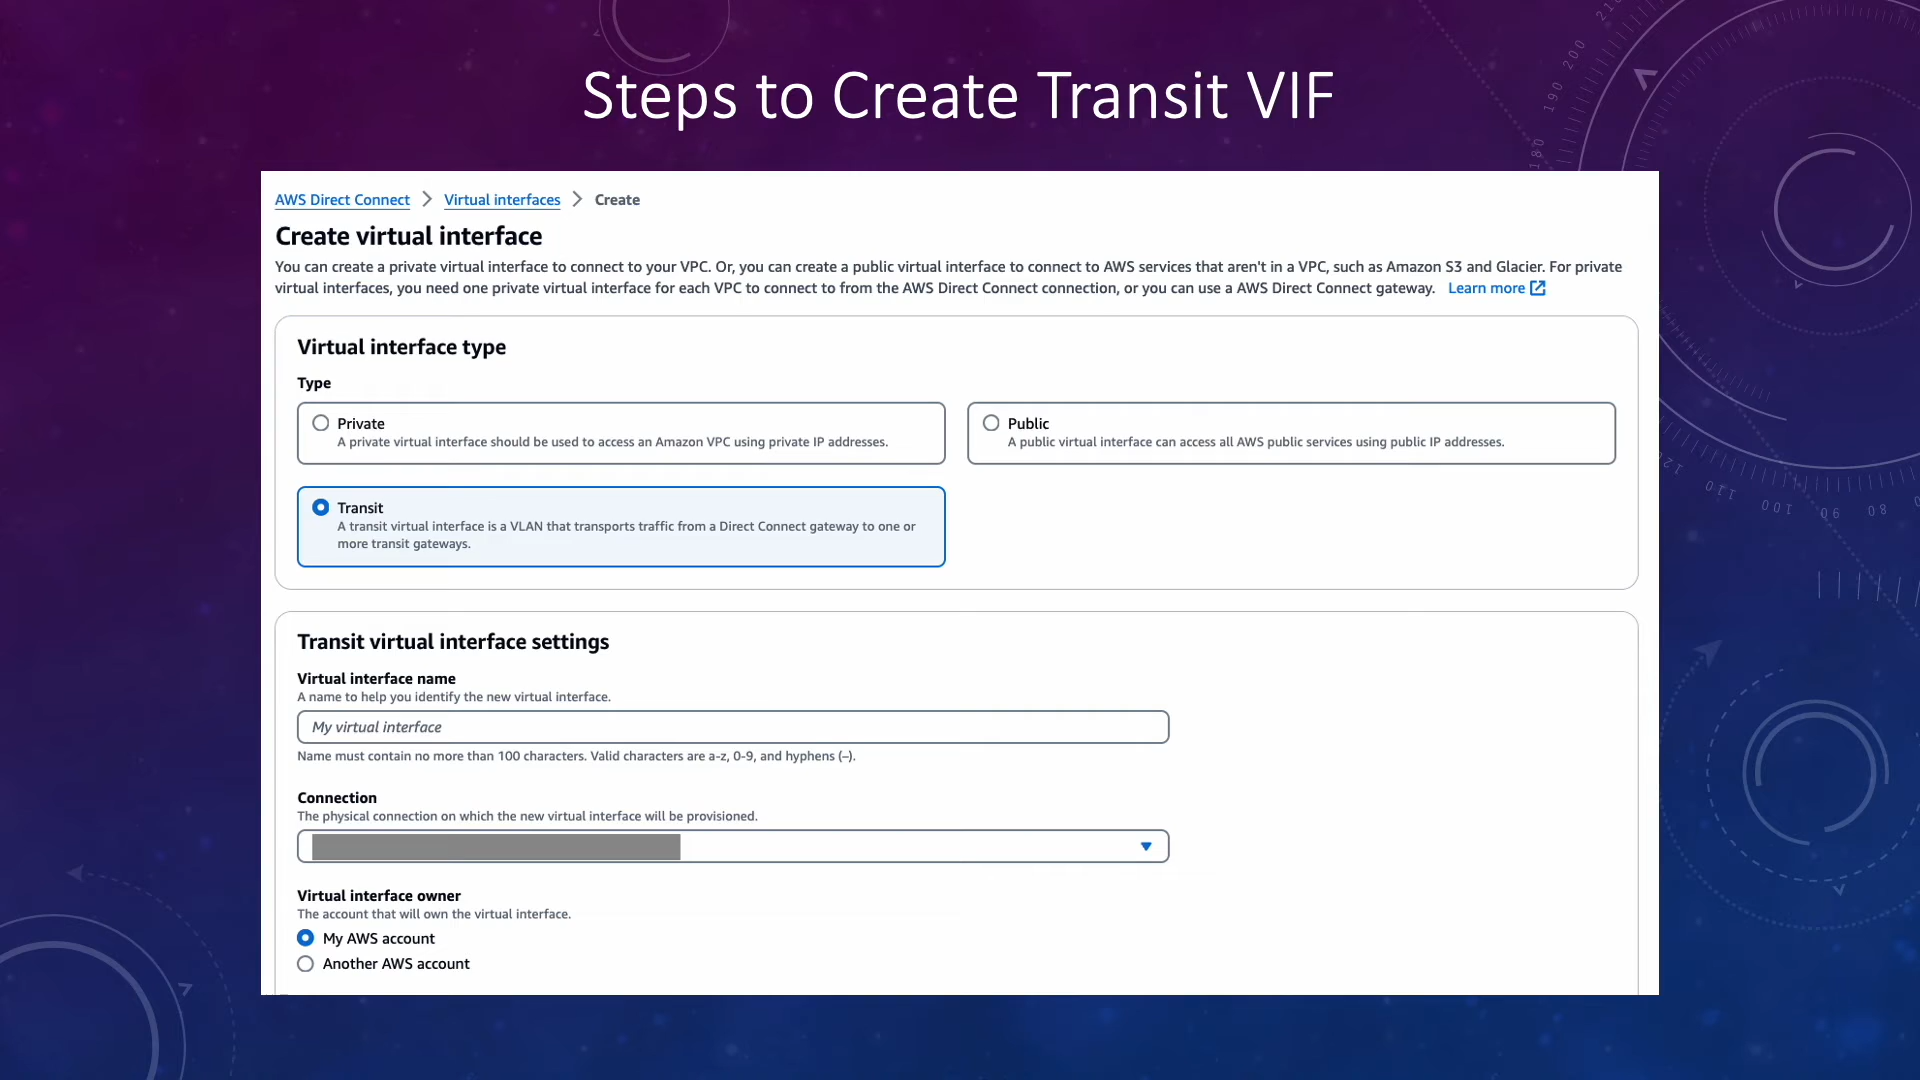 Steps to Create Transit VIF
AWS Direct Connect > Virtual interfaces > Create
Create virtual interface
You can create a private virtual interface to connect to your VPC. Or, you can create a public virtual interface to connect to AWS services that aren't in a VPC, such as Amazon S3 and Glacier. For private
virtual interfaces, you need one private virtual interface for each VPC to connect to from the AWS Direct Connect connection, or you can use a AWS Direct Connect gateway. Learn more
Virtual interface type
Type
Private
A private virtual interface should be used to access an Amazon VPC using private IP addresses.
Public
A public virtual interface can access all AWS public services using public IP addresses.
Transit
A transit virtual interface is a VLAN that transports traffic from a Direct Connect gateway to one or
more transit gateways.
Transit virtual interface settings
Virtual interface name
A name to help you identify the new virtual interface.
My virtual interface
Name must contain no more than 100 characters. Valid characters are a-z, 0-9, and hyphens (–).
Connection
The physical connection on which the new virtual interface will be provisioned.
Virtual interface owner
The account that will own the virtual interface.
My AWS account
Another AWS account
210
200
190
180
120
110
100
90
80